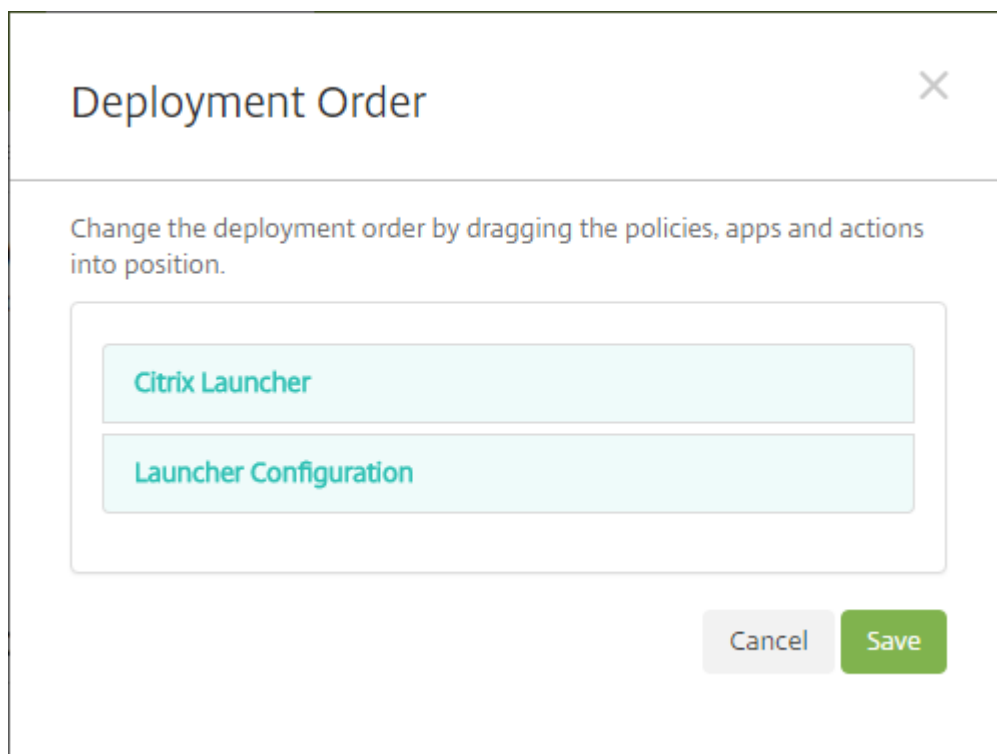 Deployment Order
Change the deployment order by dragging the policies, apps and actions
into position.
Citrix Launcher
Launcher Configuration
Cancel
Save